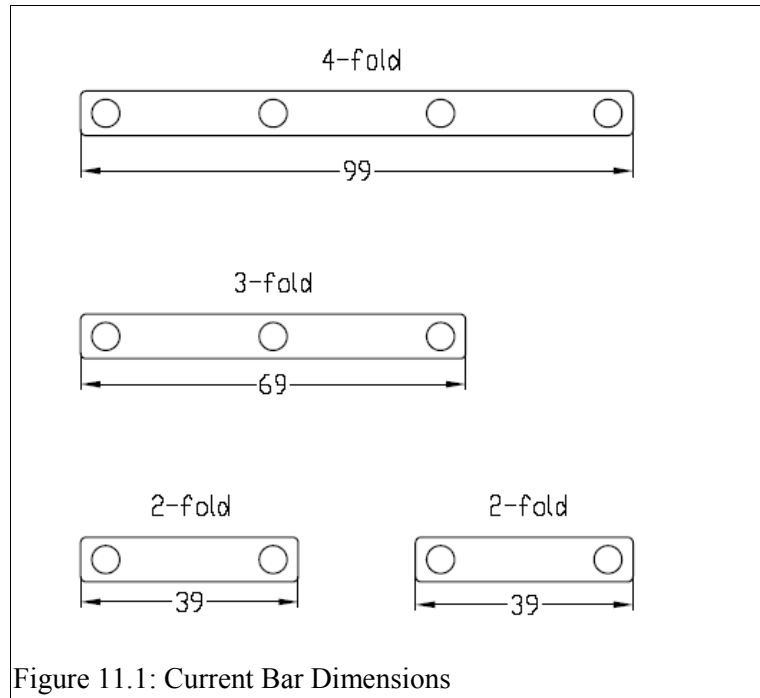 4-fold
99
3-fold
69
2-fold 2-fold
39 39
Figure 11.1: Current Bar Dimensions